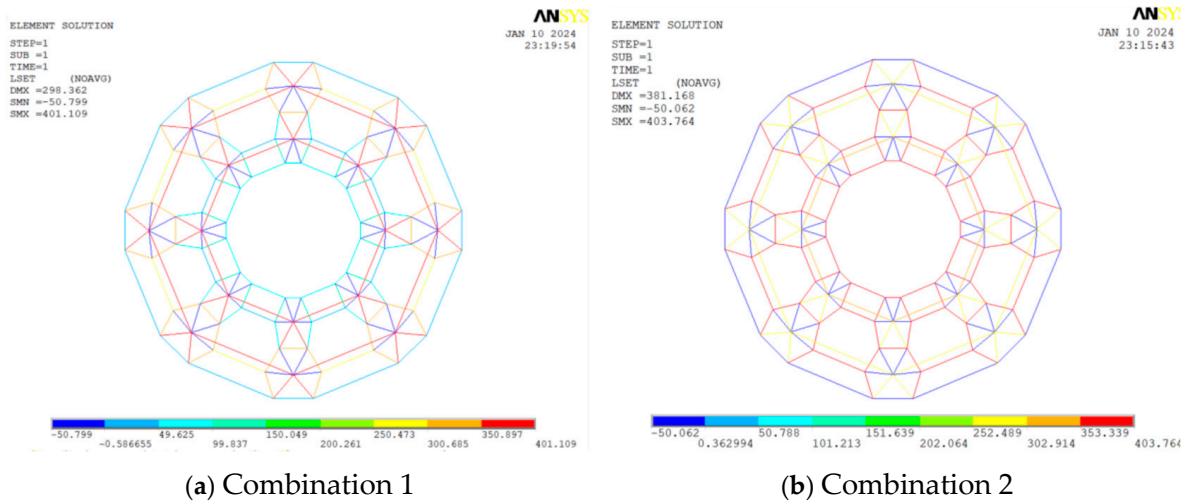 ANSYS
ELEMENT SOLUTION
JAN 10 2024
23:19:54
STEP=1
SUB =1
TIME=1
LSET (NOAVG)
DMX =298.362
SMN =-50.799
SMX =401.109
-50.799 49.625 150.049 250.473 350.897
-0.586655 99.837 200.261 300.685 401.109
(a) Combination 1
ANSYS
ELEMENT SOLUTION
JAN 10 2024
23:15:43
STEP=1
SUB =1
TIME=1
LSET (NOAVG)
DMX =381.168
SMN =-50.062
SMX =403.764
-50.062 50.788 151.639 252.489 353.339
0.362994 101.213 202.064 302.914 403.764
(b) Combination 2